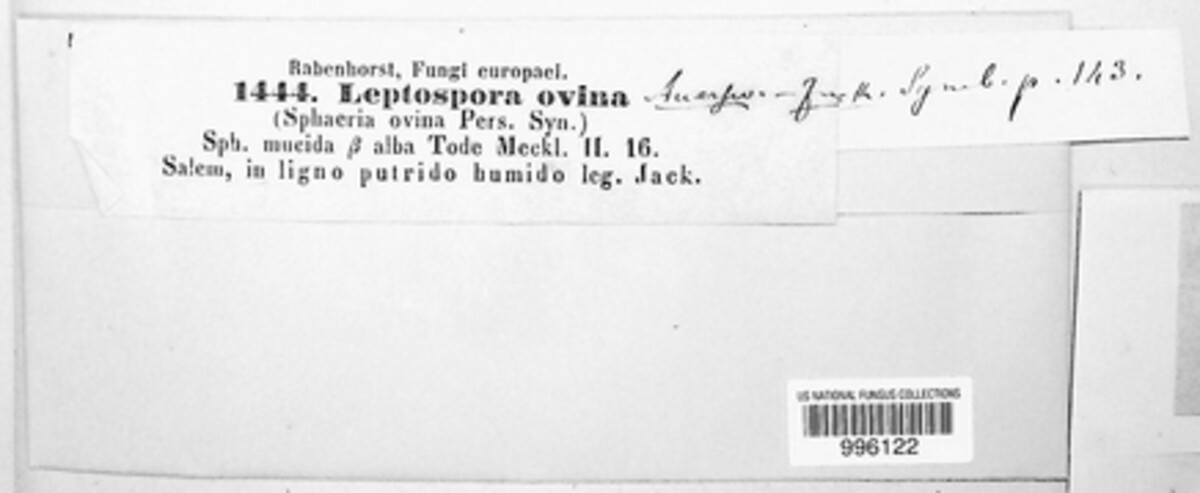 Rabenhorst, Fungi europaei.
1444. Leptospora ovina Fuck. Symb. p. 143.
(Sphaeria ovina Pers. Syn.)
Sph. mucida β alba Tode Meckl. II. 16.
Salem, in ligno putrido humido leg. Jack.
US NATIONAL FUNGUS COLLECTIONS
996122